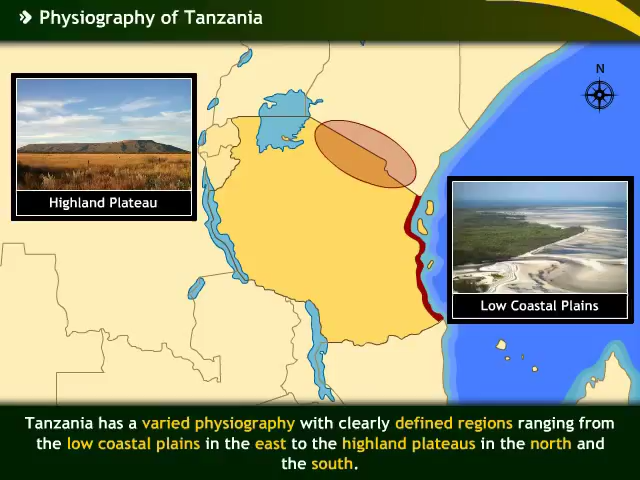 Physiography of Tanzania
N
Highland Plateau
Low Coastal Plains
Tanzania has a varied physiography with clearly defined regions ranging from
the low coastal plains in the east to the highland plateaus in the north and
the south.